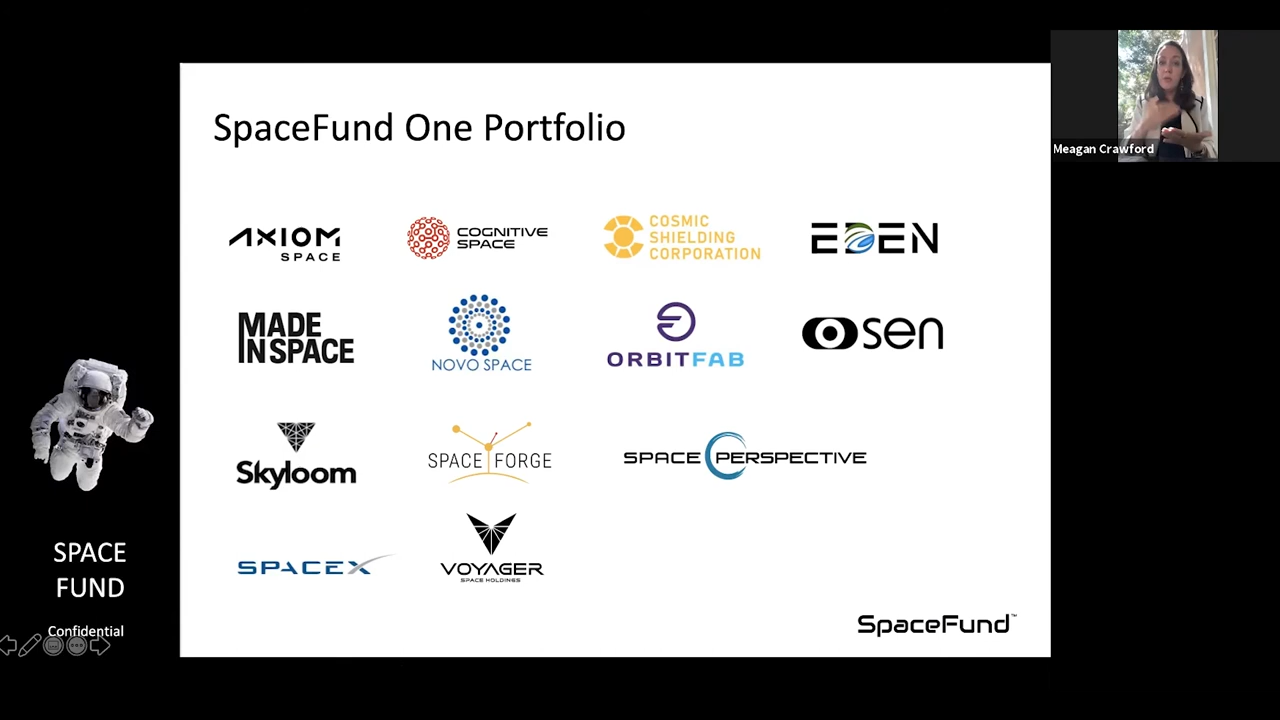 SpaceFund One Portfolio
AXIOM
SPACE
COGNITIVE
SPACE
COSMIC
SHIELDING
CORPORATION
EDEN
MADE
IN SPACE
NOVO SPACE
ORBITFAB
sen
Skyloom
SPACE FORGE
SPACE PERSPECTIVE
SPACEX
VOYAGER
SPACE HOLDINGS
SpaceFund™
SPACE
FUND
Confidential
Meagan Crawford